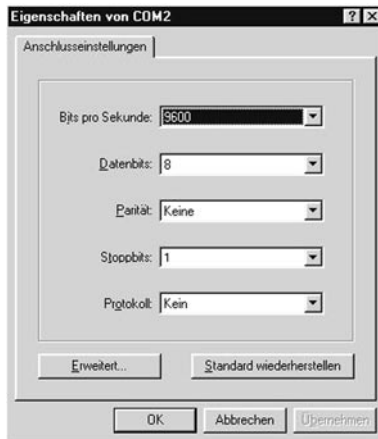 Eigenschaften von COM2
Anschlusseinstellungen
Bits pro Sekunde: 9600
Datenbits: 8
Parität: Keine
Stoppbits: 1
Protokoll: Kein
Erweitert... Standard wiederherstellen
OK Abbrechen Übernehmen